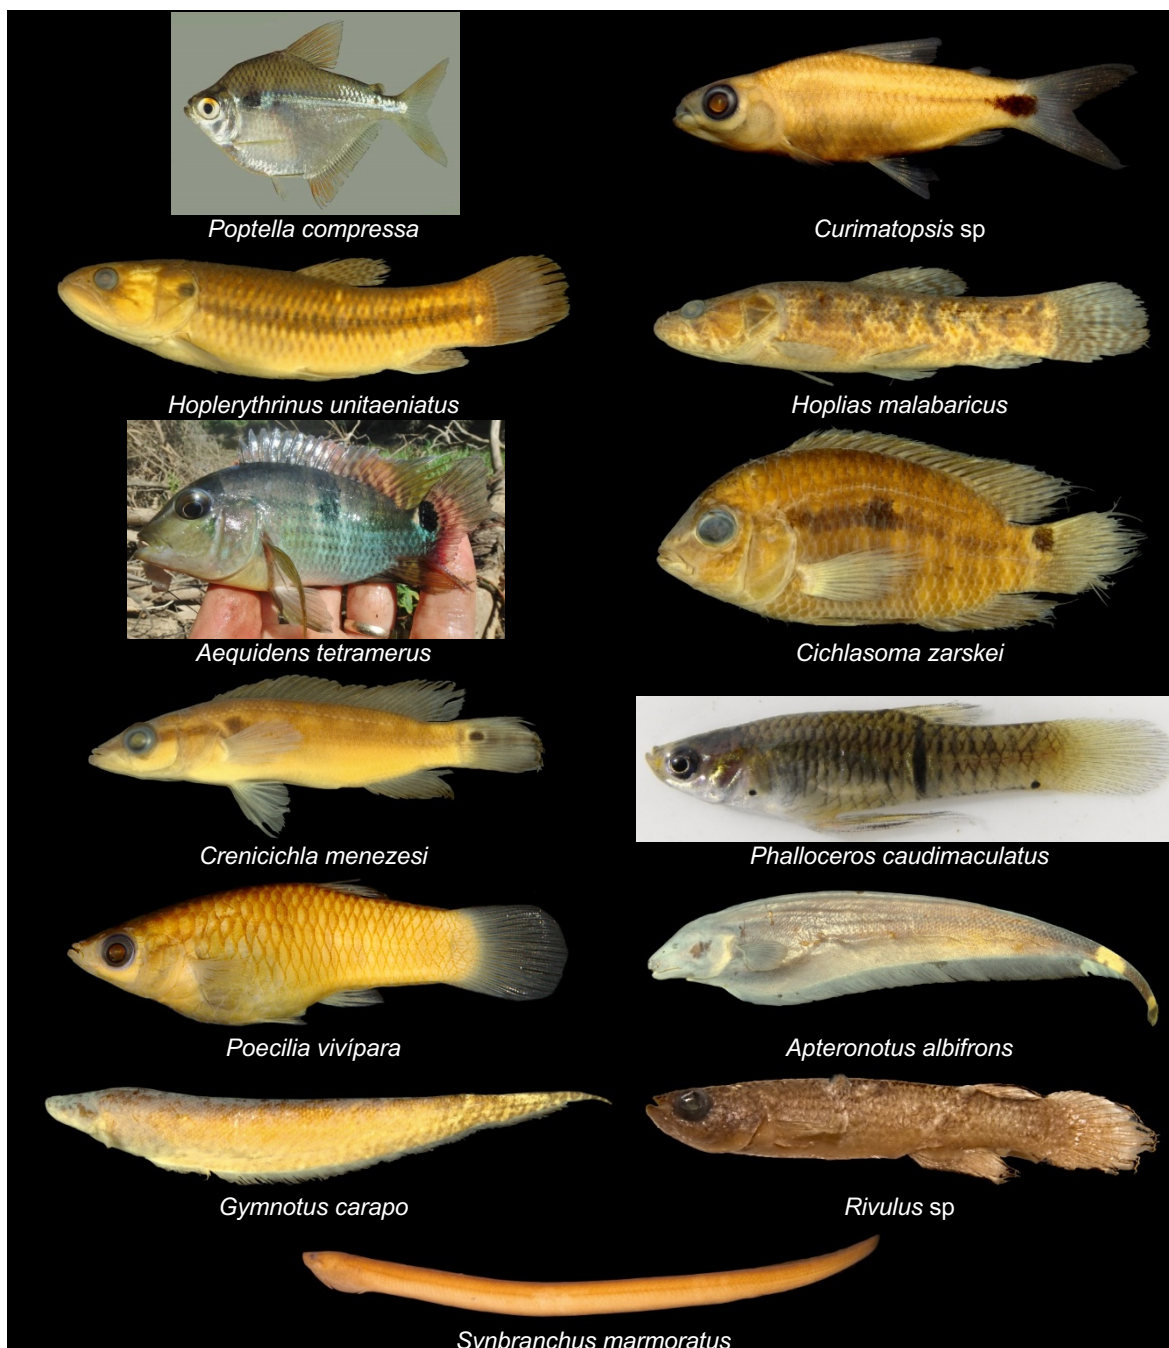 Poptella compressa
Curimatopsis sp
Hoplerythrinus unitaeniatus
Hoplias malabaricus
Aequidens tetramerus
Cichlasoma zarskei
Crenicichla menezesi
Phalloceros caudimaculatus
Poecilia vivípara
Apteronotus albifrons
Gymnotus carapo
Rivulus sp
Synbranchus marmoratus